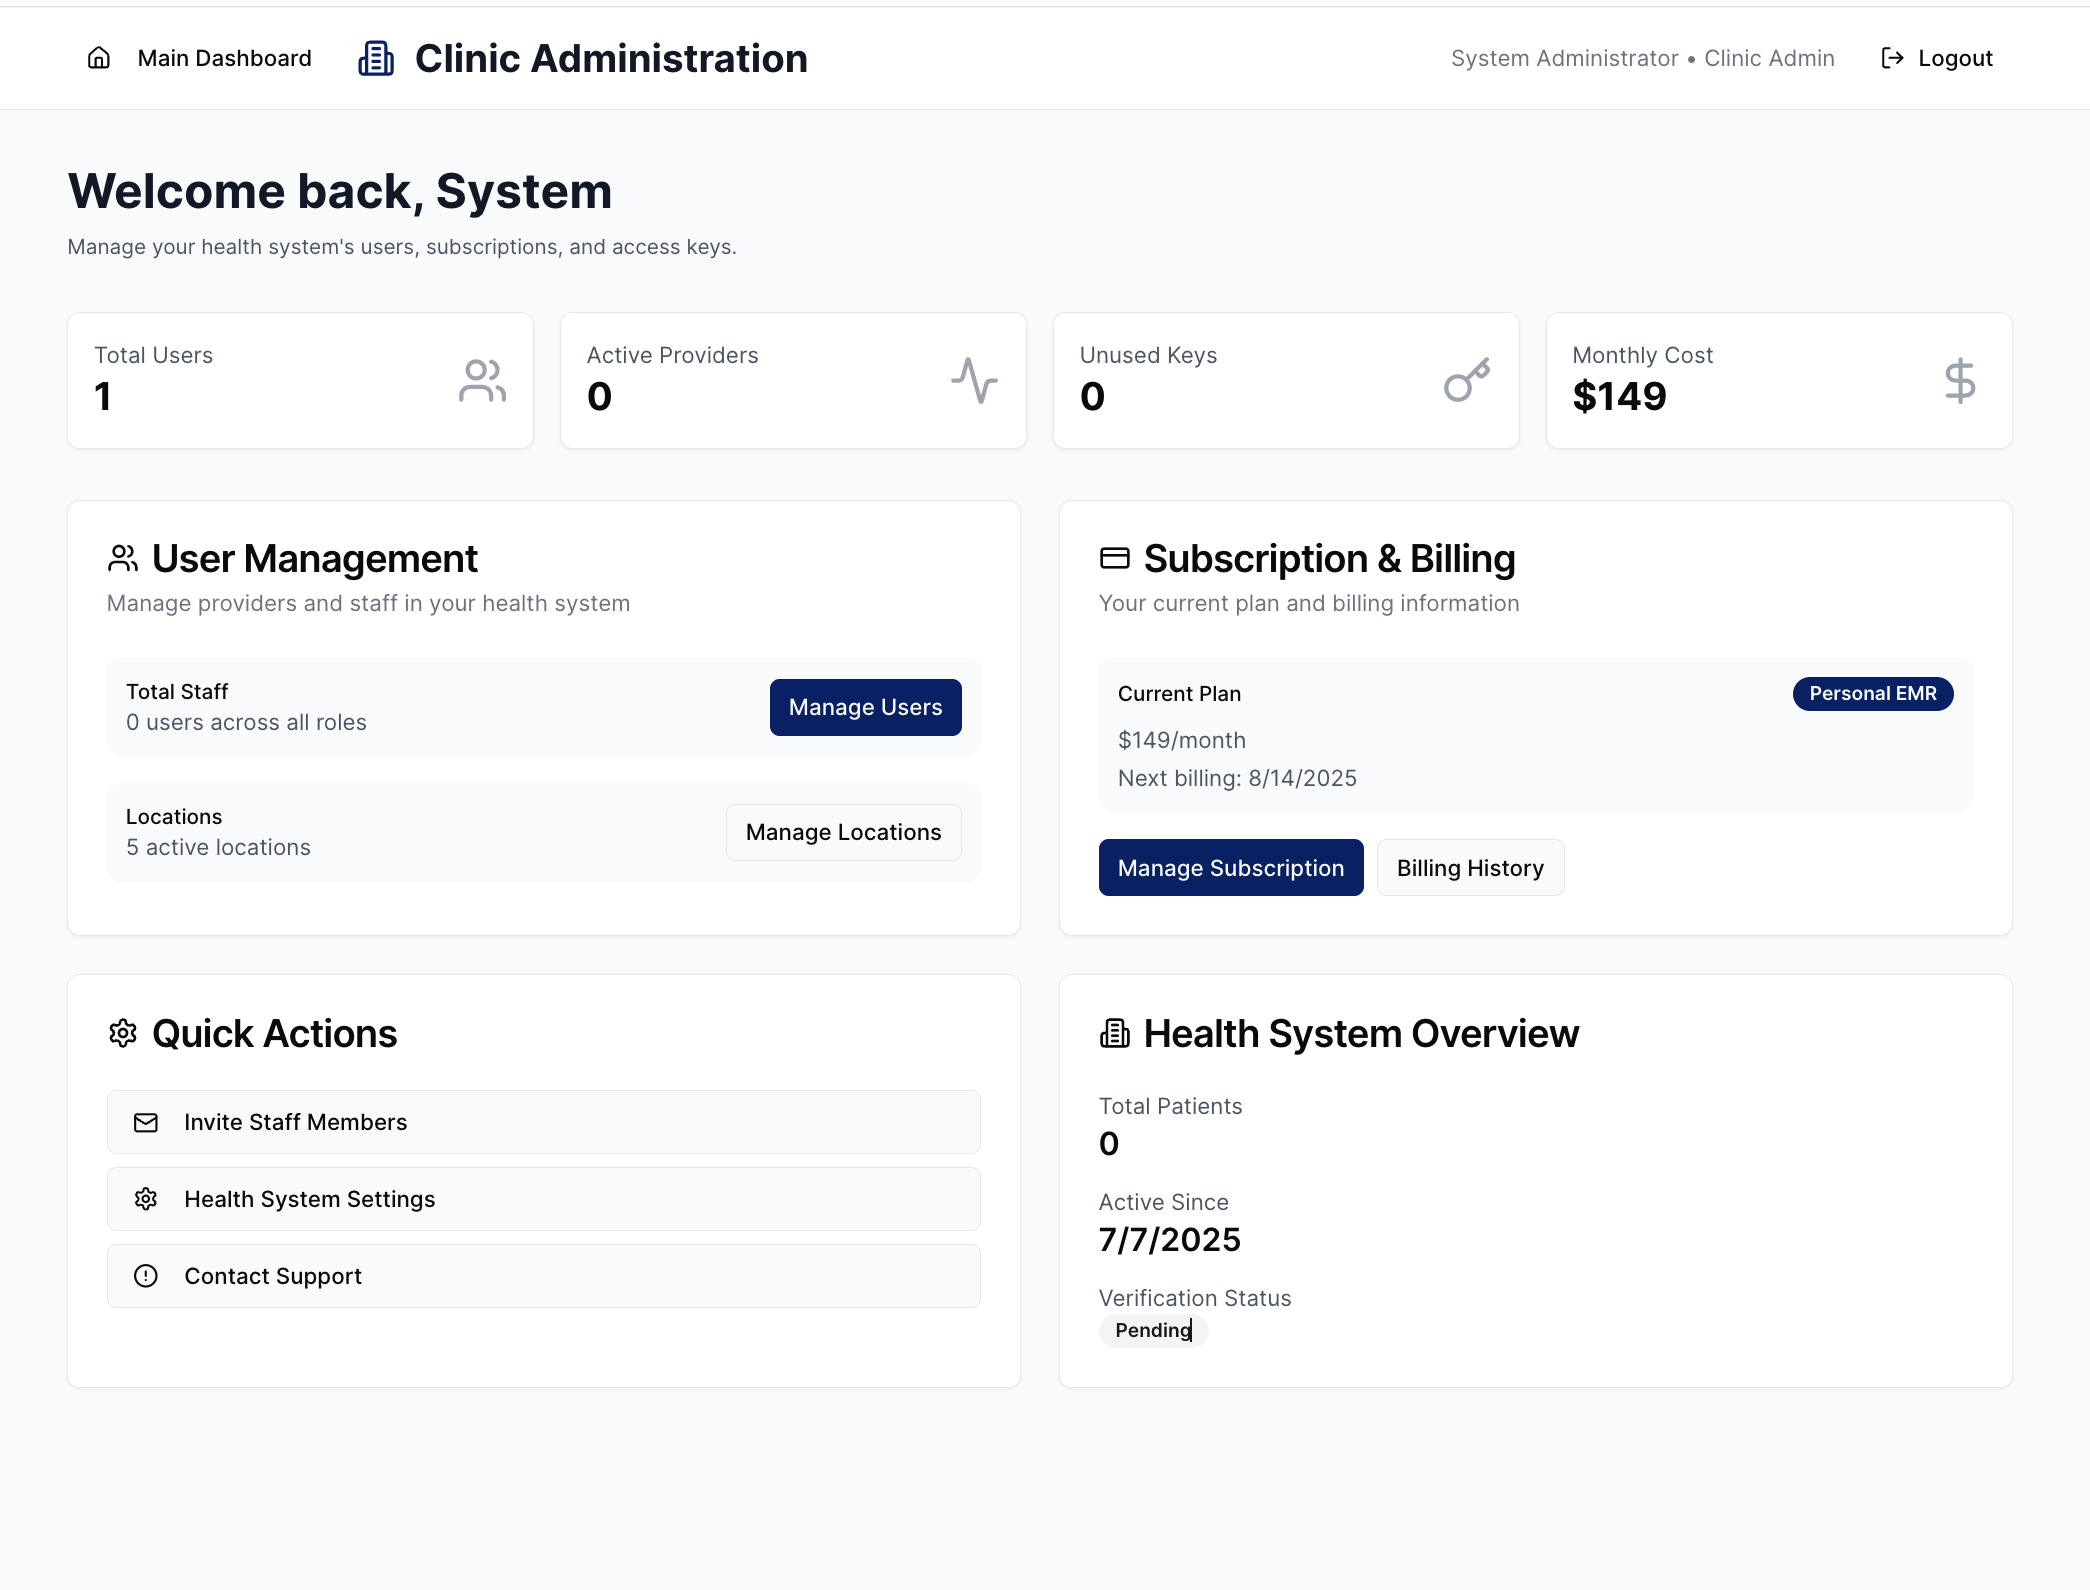 Main Dashboard
Clinic Administration
System Administrator • Clinic Admin
Logout
Welcome back, System
Manage your health system's users, subscriptions, and access keys.
Total Users
1
Active Providers
0
Unused Keys
0
Monthly Cost
$149
User Management
Manage providers and staff in your health system
Total Staff
0 users across all roles
Manage Users
Locations
5 active locations
Manage Locations
Subscription & Billing
Your current plan and billing information
Current Plan
Personal EMR
$149/month
Next billing: 8/14/2025
Manage Subscription
Billing History
Quick Actions
Invite Staff Members
Health System Settings
Contact Support
Health System Overview
Total Patients
0
Active Since
7/7/2025
Verification Status
Pending